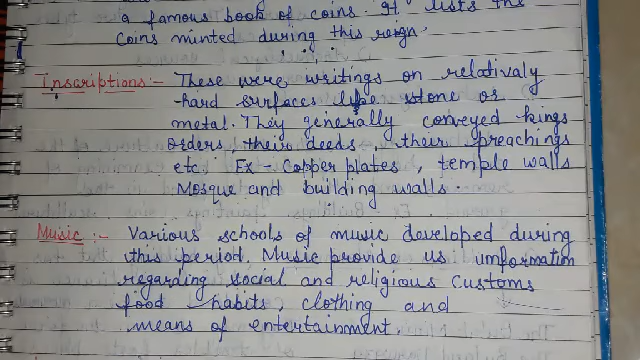 a famous book of coins. It lists the
coins minted during this reign
Inscriptions :- These were writings on relativaly
hard surfaces like stone or
metal. They generally conveyed kings
orders, their deeds, their preachings
etc. Ex - Copper plates, temple walls
Mosque and building walls.
Music :- Various schools of music developed during
this period. Music provide us imformation
regarding social and religious customs
food habits, clothing and
means of entertainment.